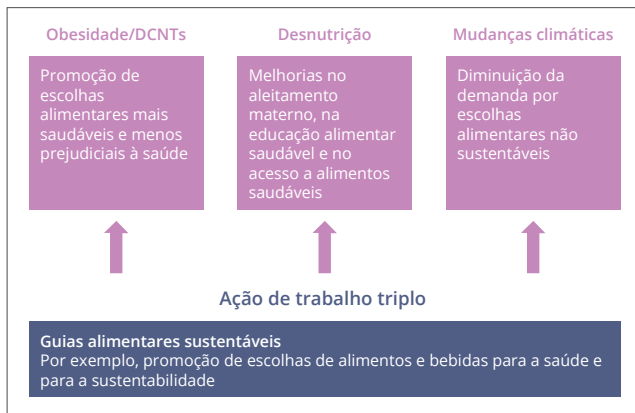 Obesidade/DCNTs
Promoção de
escolhas
alimentares mais
saudáveis e menos
prejudiciais à saúde
Desnutrição
Melhorias no
aleitamento
materno, na
educação alimentar
saudável e no
acesso a alimentos
saudáveis
Mudanças climáticas
Diminuição da
demanda por
escolhas
alimentares não
sustentáveis
Ação de trabalho triplo
Guias alimentares sustentáveis
Por exemplo, promoção de escolhas de alimentos e bebidas para a saúde e
para a sustentabilidade